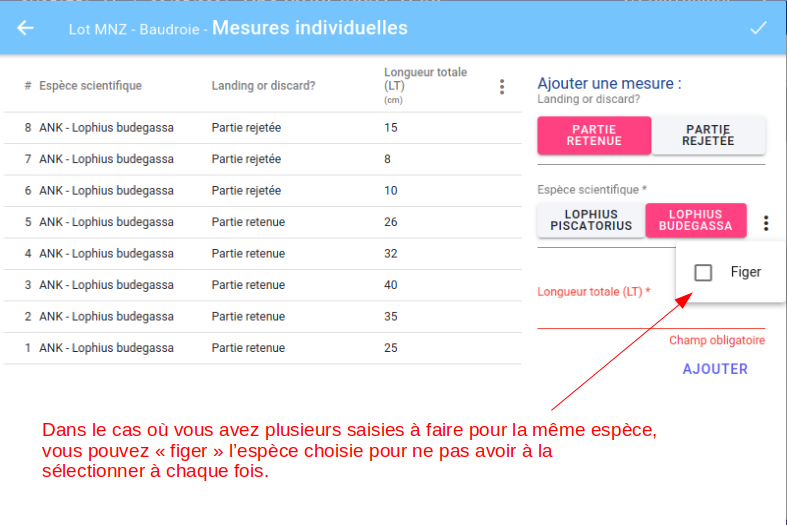 Lot MNZ - Baudroie - Mesures individuelles
# Espèce scientifique Landing or discard? Longueur totale (LT) (cm)
8 ANK - Lophius budegassa Partie rejetée 15
7 ANK - Lophius budegassa Partie rejetée 8
6 ANK - Lophius budegassa Partie rejetée 10
5 ANK - Lophius budegassa Partie retenue 26
4 ANK - Lophius budegassa Partie retenue 32
3 ANK - Lophius budegassa Partie retenue 40
2 ANK - Lophius budegassa Partie retenue 35
1 ANK - Lophius budegassa Partie retenue 25
Ajouter une mesure :
Landing or discard?
PARTIE RETENUE
PARTIE REJETÉE
Espèce scientifique *
LOPHIUS PISCATORIUS
LOPHIUS BUDEGASSA
Figer
Longueur totale (LT) *
Champ obligatoire
AJOUTER
Dans le cas où vous avez plusieurs saisies à faire pour la même espèce,
vous pouvez « figer » l'espèce choisie pour ne pas avoir à la
sélectionner à chaque fois.